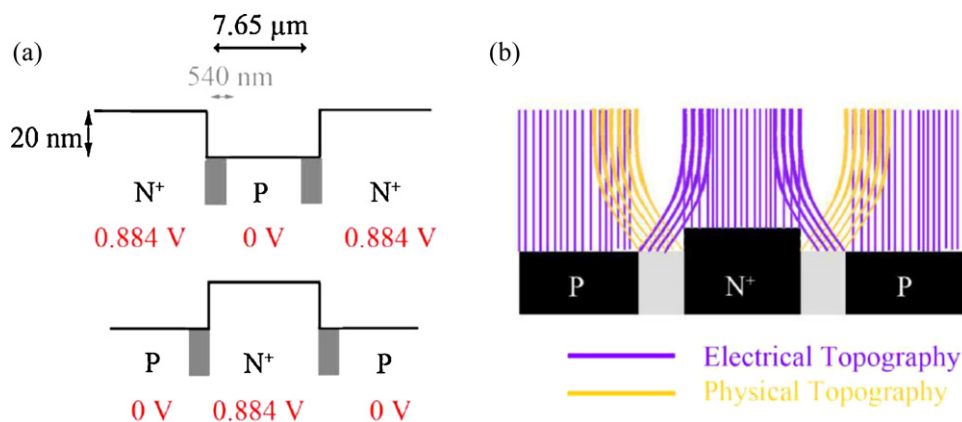 (a)
7.65 µm
540 nm
20 nm
N⁺ P N⁺
0.884 V 0 V 0.884 V
P N⁺ P
0 V 0.884 V 0 V
(b)
P N⁺ P
Electrical Topography
Physical Topography